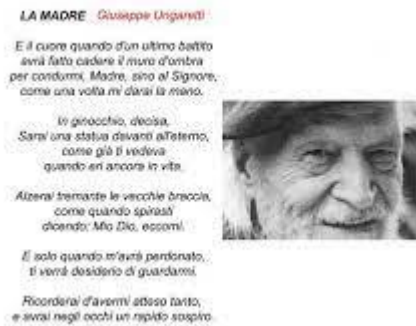 LA MADRE Giuseppe Ungaretti
E il cuore quando d'un ultimo battito
avrà fatto cadere il muro d'ombra
per condurmi, Madre, sino al Signore,
come una volta mi darai la mano.
In ginocchio, decisa,
Sarai una statua davanti all'eterno,
come già ti vedeva
quando eri ancora in vita.
Alzerai tremante le vecchie braccia,
come quando spirasti
dicendo: Mio Dio, eccomi.
E solo quando m'avrà perdonato,
ti verrà desiderio di guardarmi.
Ricorderai d'avermi atteso tanto,
e avrai negli occhi un rapido sospiro.